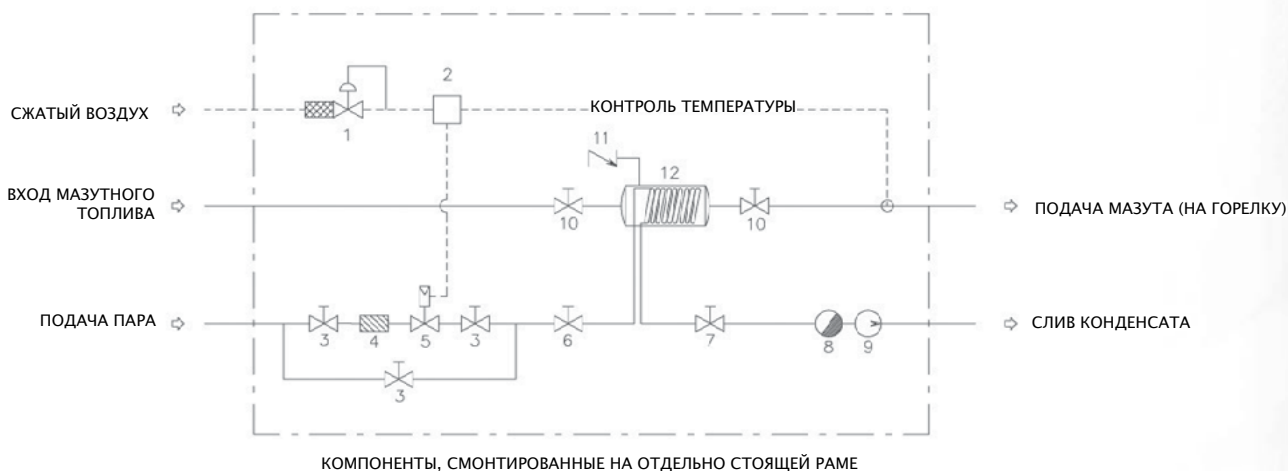 СЖАТЫЙ ВОЗДУХ
1
2
КОНТРОЛЬ ТЕМПЕРАТУРЫ
11
12
ВХОД МАЗУТНОГО
ТОПЛИВА
10
10
ПОДАЧА МАЗУТА (НА ГОРЕЛКУ)
ПОДАЧА ПАРА
3
4
5
3
6
7
8
9
СЛИВ КОНДЕНСАТА
3
КОМПОНЕНТЫ, СМОНТИРОВАННЫЕ НА ОТДЕЛЬНО СТОЯЩЕЙ РАМЕ